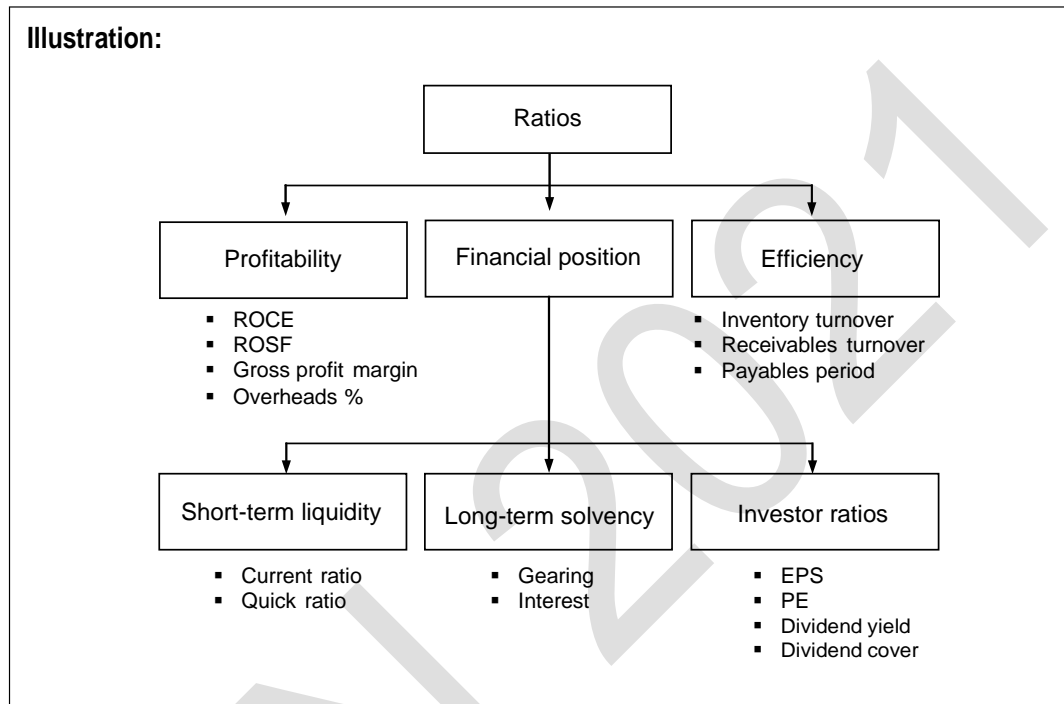 Illustration:
Ratios
Profitability
Financial position
Efficiency
▪ ROCE
▪ ROSF
▪ Gross profit margin
▪ Overheads %
▪ Inventory turnover
▪ Receivables turnover
▪ Payables period
Short-term liquidity
Long-term solvency
Investor ratios
▪ Current ratio
▪ Quick ratio
▪ Gearing
▪ Interest
▪ EPS
▪ PE
▪ Dividend yield
▪ Dividend cover
2021